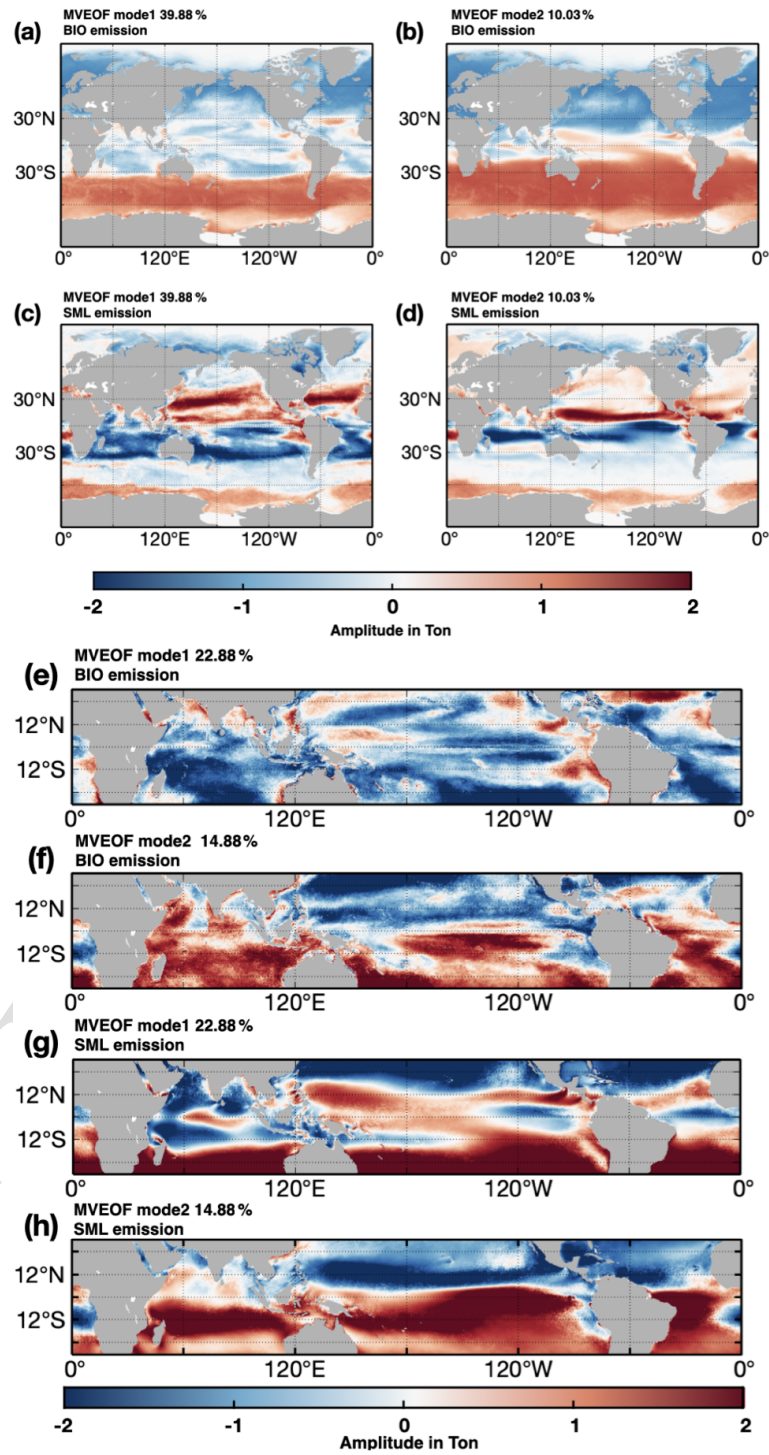 (a)
MVEOF mode1 39.88 %
BIO emission
30°N
30°S
0° 120°E 120°W 0°
(b)
MVEOF mode2 10.03 %
BIO emission
30°N
30°S
0° 120°E 120°W 0°
(c)
MVEOF mode1 39.88 %
SML emission
30°N
30°S
0° 120°E 120°W 0°
(d)
MVEOF mode2 10.03 %
SML emission
30°N
30°S
0° 120°E 120°W 0°
-2 -1 0 1 2
Amplitude in Ton
(e)
MVEOF mode1 22.88 %
BIO emission
12°N
12°S
0° 120°E 120°W 0°
(f)
MVEOF mode2 14.88 %
BIO emission
12°N
12°S
0° 120°E 120°W 0°
(g)
MVEOF mode1 22.88 %
SML emission
12°N
12°S
0° 120°E 120°W 0°
(h)
MVEOF mode2 14.88 %
SML emission
12°N
12°S
0° 120°E 120°W 0°
-2 -1 0 1 2
Amplitude in Ton